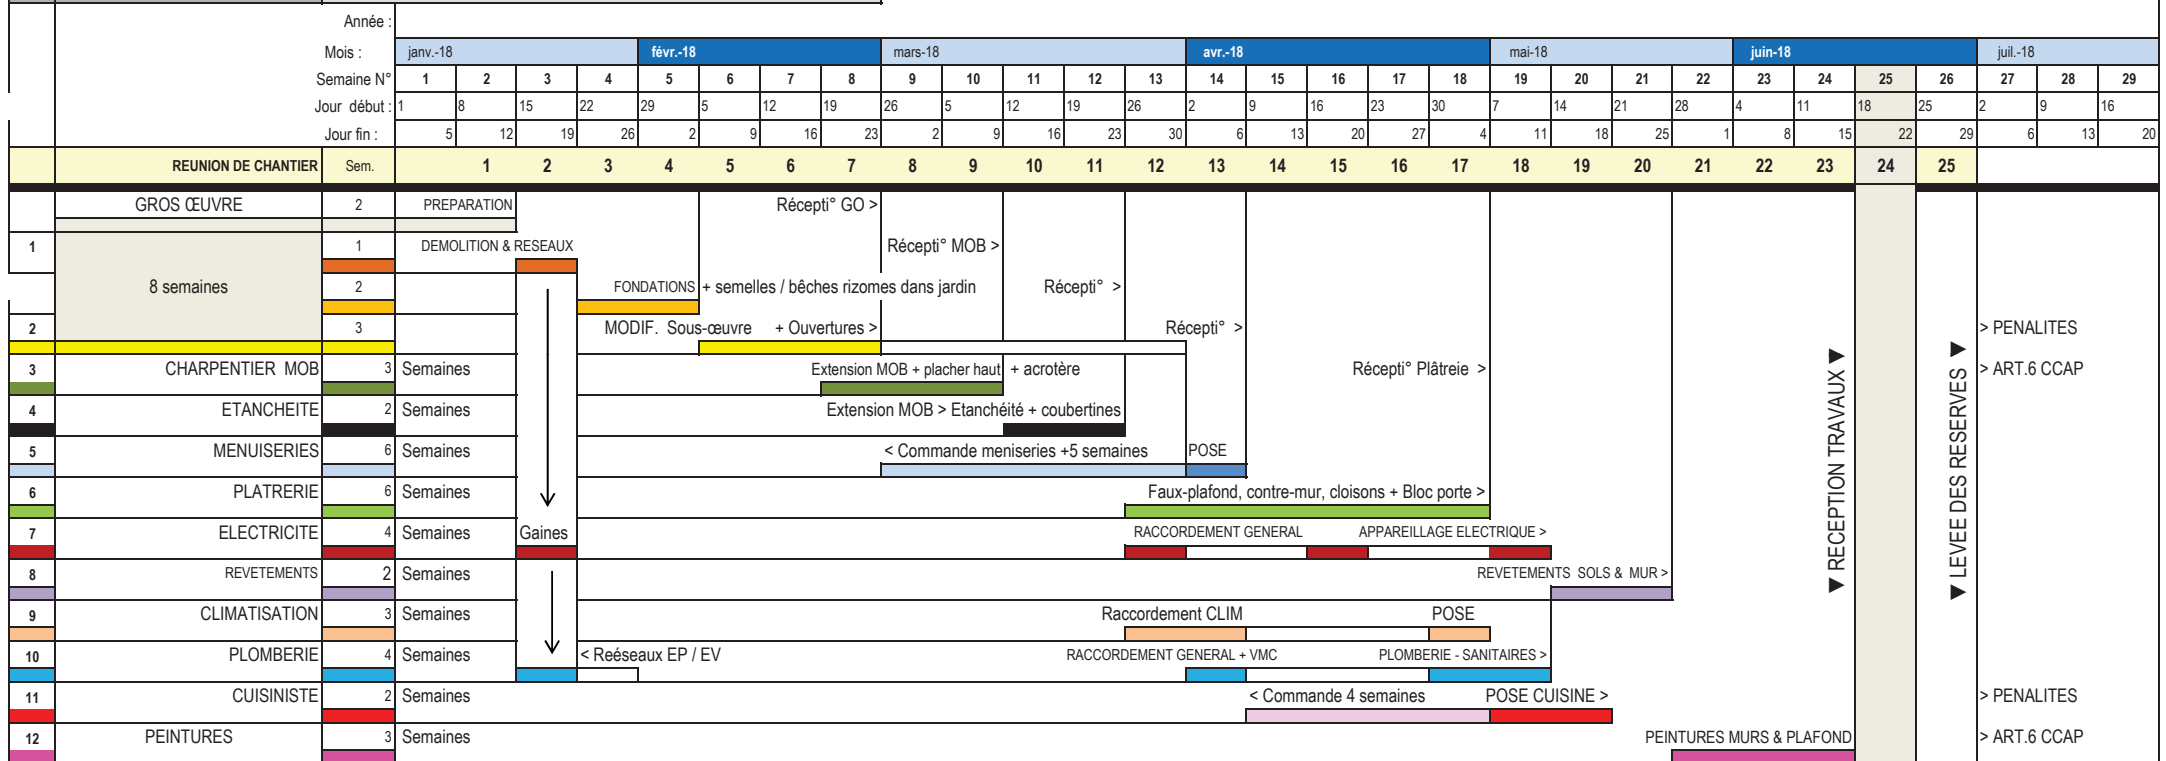 Année :
Mois : janv.-18 févr.-18 mars-18 avr.-18 mai-18 juin-18 juil.-18
Semaine N° 1 2 3 4 5 6 7 8 9 10 11 12 13 14 15 16 17 18 19 20 21 22 23 24 25 26 27 28 29
Jour début : 1 8 15 22 29 5 12 19 26 5 12 19 26 2 9 16 23 30 7 14 21 28 4 11 18 25 2 9 16
Jour fin : 5 12 19 26 2 9 16 23 2 9 16 23 30 6 13 20 27 4 11 18 25 1 8 15 22 29 6 13 20
REUNION DE CHANTIER Sem. 1 2 3 4 5 6 7 8 9 10 11 12 13 14 15 16 17 18 19 20 21 22 23 24 25
GROS ŒUVRE 2 PREPARATION Récepti° GO >
1 1 DEMOLITION & RESEAUX Récepti° MOB >
8 semaines 2 FONDATIONS + semelles / bêches rizomes dans jardin Récepti° >
2 3 MODIF. Sous-œuvre + Ouvertures > Récepti° > > PENALITES
3 CHARPENTIER MOB 3 Semaines Extension MOB + placher haut + acrotère Récepti° Plâtreie > > ART.6 CCAP
4 ETANCHEITE 2 Semaines Extension MOB > Etanchéité + coubertines
5 MENUISERIES 6 Semaines < Commande meniseries +5 semaines POSE
6 PLATRERIE 6 Semaines Faux-plafond, contre-mur, cloisons + Bloc porte >
7 ELECTRICITE 4 Semaines Gaines RACCORDEMENT GENERAL APPAREILLAGE ELECTRIQUE >
8 REVETEMENTS 2 Semaines REVETEMENTS SOLS & MUR >
9 CLIMATISATION 3 Semaines Raccordement CLIM POSE
10 PLOMBERIE 4 Semaines < Reéseaux EP / EV RACCORDEMENT GENERAL + VMC PLOMBERIE - SANITAIRES >
11 CUISINISTE 2 Semaines < Commande 4 semaines POSE CUISINE > > PENALITES
12 PEINTURES 3 Semaines PEINTURES MURS & PLAFOND > ART.6 CCAP
▼ RECEPTION TRAVAUX ▼
▼ LEVEE DES RESERVES ▼